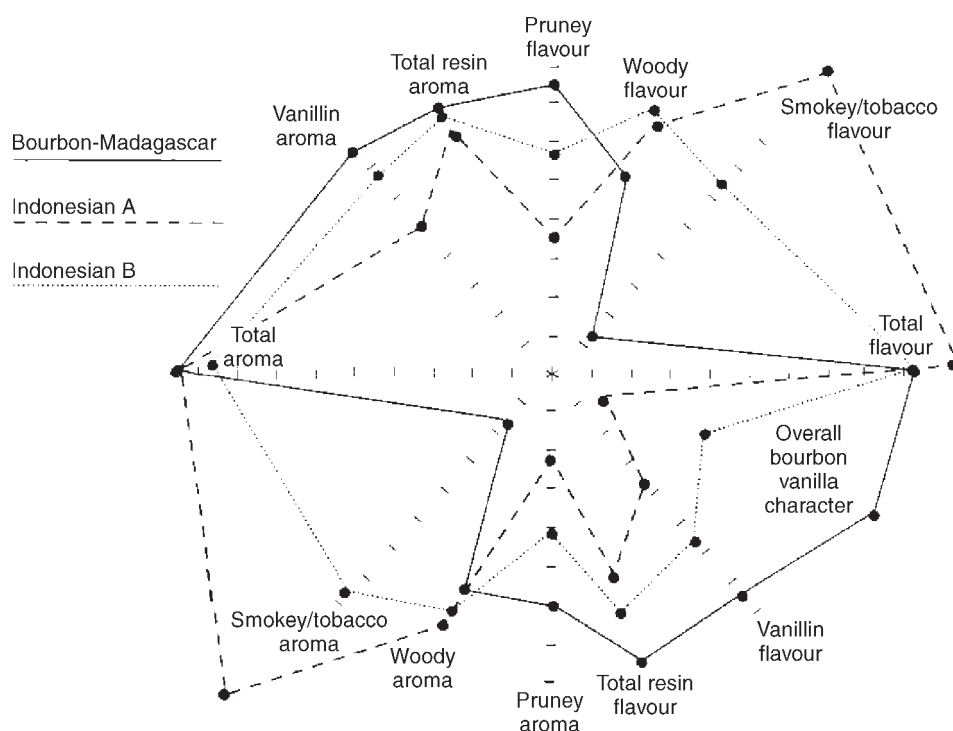 Pruney
flavour
Total resin
aroma
Woody
flavour
Vanillin
aroma
Smokey/tobacco
flavour
Bourbon-Madagascar
Indonesian A
Indonesian B
Total
aroma
Total
flavour
Overall
bourbon
vanilla
character
Smokey/tobacco
aroma
Woody
aroma
Vanillin
flavour
Pruney
aroma
Total resin
flavour